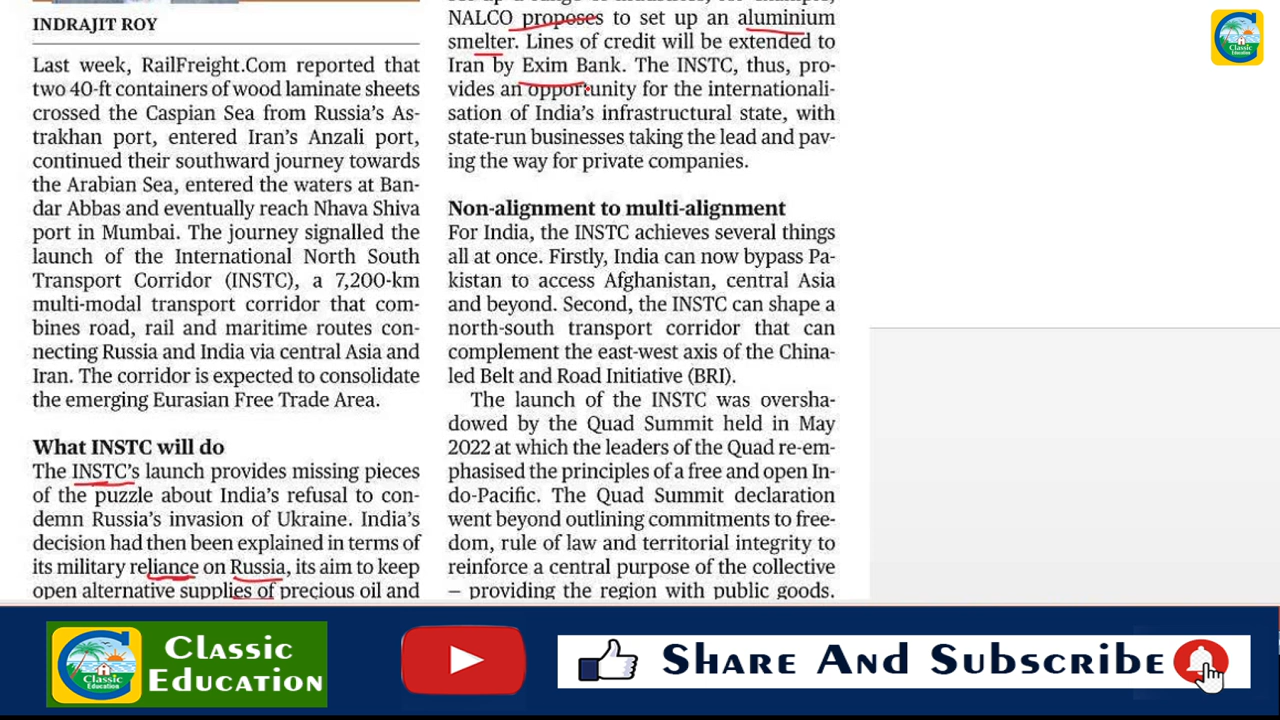 INDRAJIT ROY
Last week, RailFreight.Com reported that
two 40-ft containers of wood laminate sheets
crossed the Caspian Sea from Russia's As-
trakhan port, entered Iran's Anzali port,
continued their southward journey towards
the Arabian Sea, entered the waters at Ban-
dar Abbas and eventually reach Nhava Shiva
port in Mumbai. The journey signalled the
launch of the International North South
Transport Corridor (INSTC), a 7,200-km
multi-modal transport corridor that com-
bines road, rail and maritime routes con-
necting Russia and India via central Asia and
Iran. The corridor is expected to consolidate
the emerging Eurasian Free Trade Area.
What INSTC will do
The INSTC's launch provides missing pieces
of the puzzle about India's refusal to con-
demn Russia's invasion of Ukraine. India's
decision had then been explained in terms of
its military reliance on Russia, its aim to keep
open alternative supplies of precious oil and
NALCO proposes to set up an aluminium
smelter. Lines of credit will be extended to
Iran by Exim Bank. The INSTC, thus, pro-
vides an opportunity for the internationali-
sation of India's infrastructural state, with
state-run businesses taking the lead and pav-
ing the way for private companies.
Non-alignment to multi-alignment
For India, the INSTC achieves several things
all at once. Firstly, India can now bypass Pa-
kistan to access Afghanistan, central Asia
and beyond. Second, the INSTC can shape a
north-south transport corridor that can
complement the east-west axis of the China-
led Belt and Road Initiative (BRI).
The launch of the INSTC was oversha-
dowed by the Quad Summit held in May
2022 at which the leaders of the Quad re-em-
phasised the principles of a free and open In-
do-Pacific. The Quad Summit declaration
went beyond outlining commitments to free-
dom, rule of law and territorial integrity to
reinforce a central purpose of the collective
– providing the region with public goods.
Classic
Education
Classic
Education
Classic
Education
Share And Subscribe